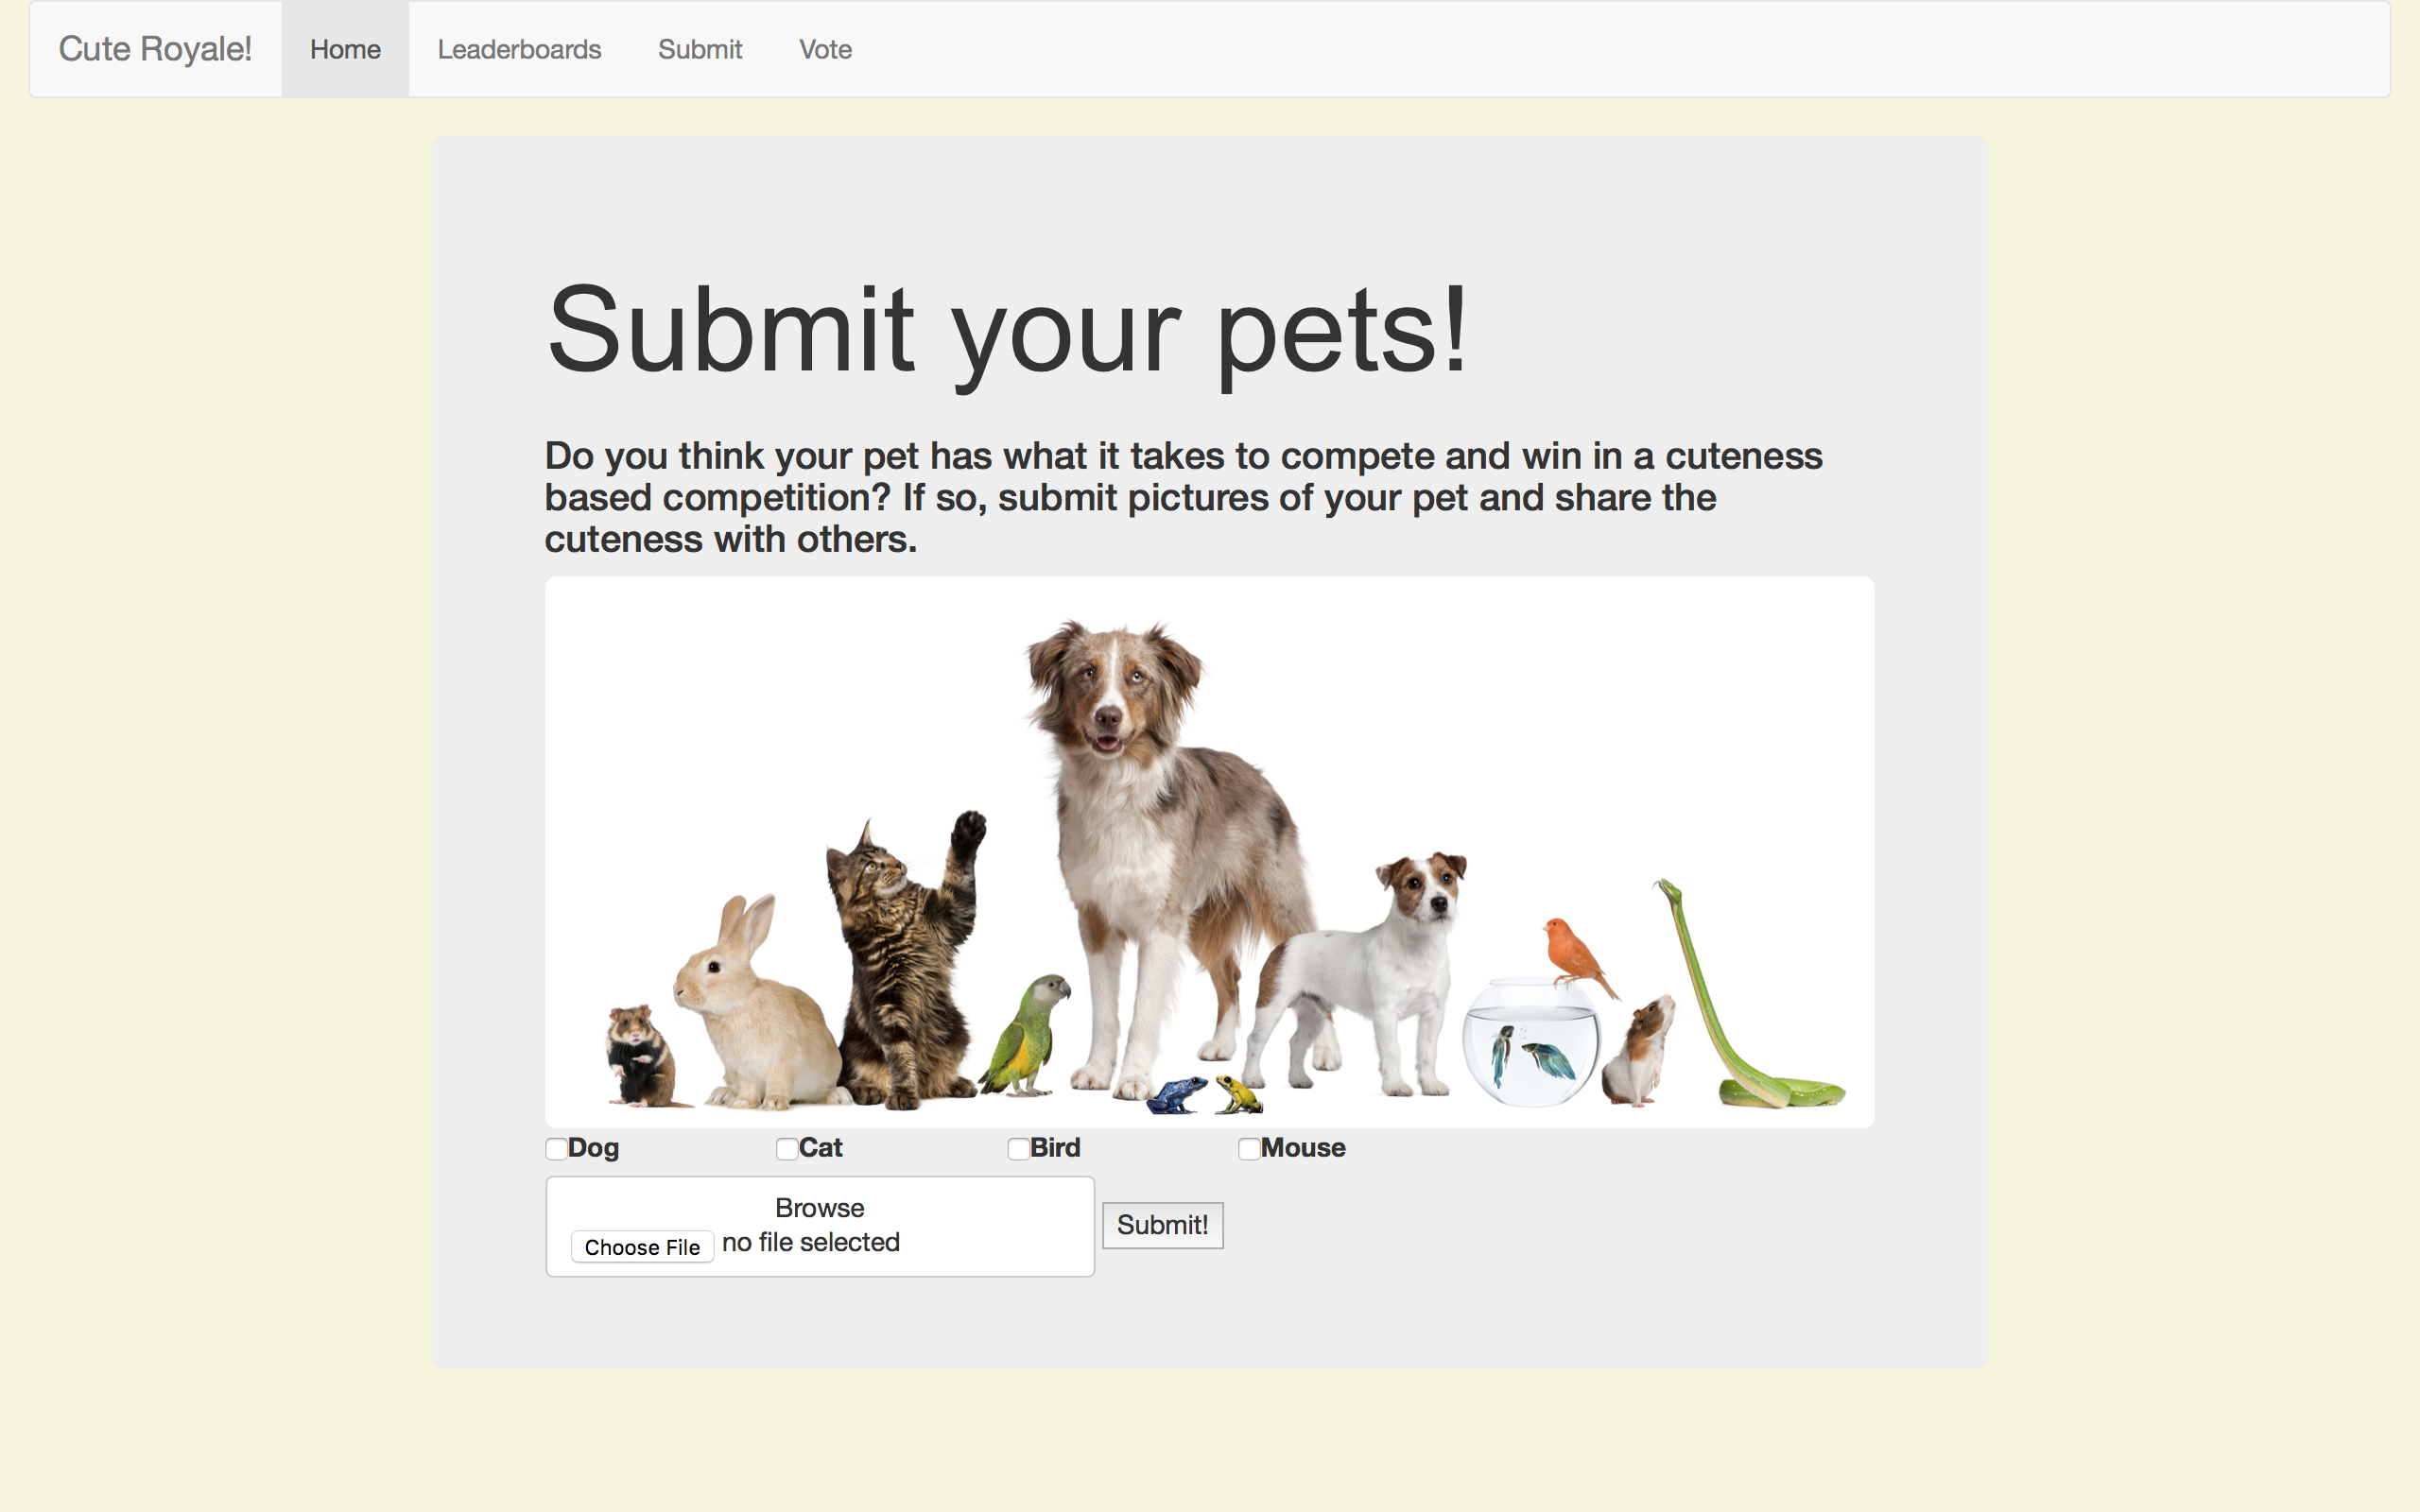 Cute Royale! Home Leaderboards Submit Vote
Submit your pets!
Do you think your pet has what it takes to compete and win in a cuteness
based competition? If so, submit pictures of your pet and share the
cuteness with others.
Dog Cat Bird Mouse
Browse
Choose File no file selected
Submit!